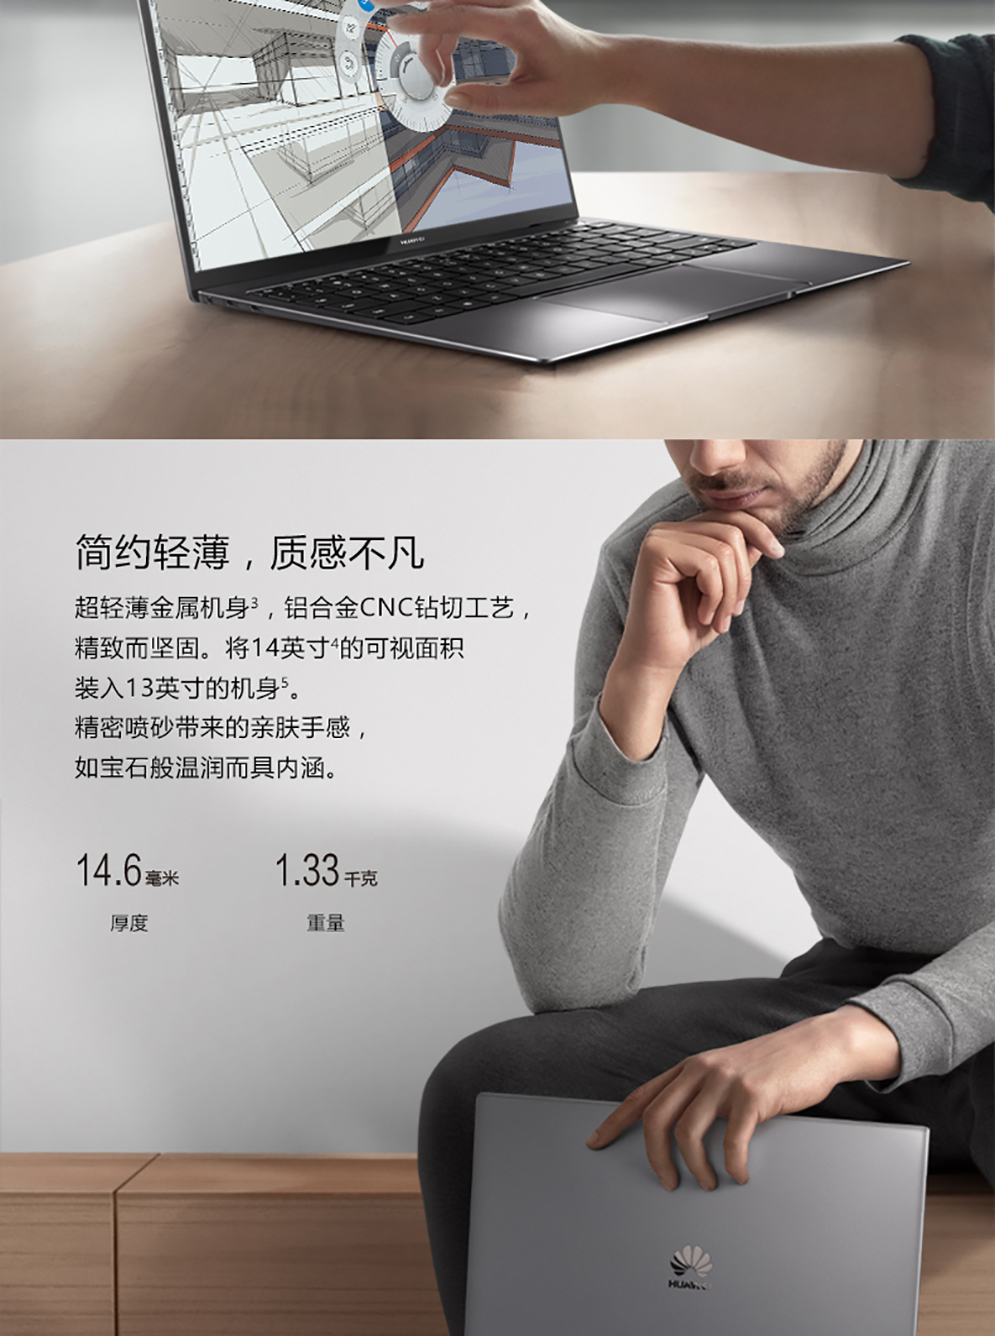 HUAWEI
简约轻薄，质感不凡
超轻薄金属机身3，铝合金CNC钻切工艺，
精致而坚固。将14英寸4的可视面积
装入13英寸的机身5。
精密喷砂带来的亲肤手感，
如宝石般温润而具内涵。
14.6毫米 1.33千克
厚度 重量
HUAWEI